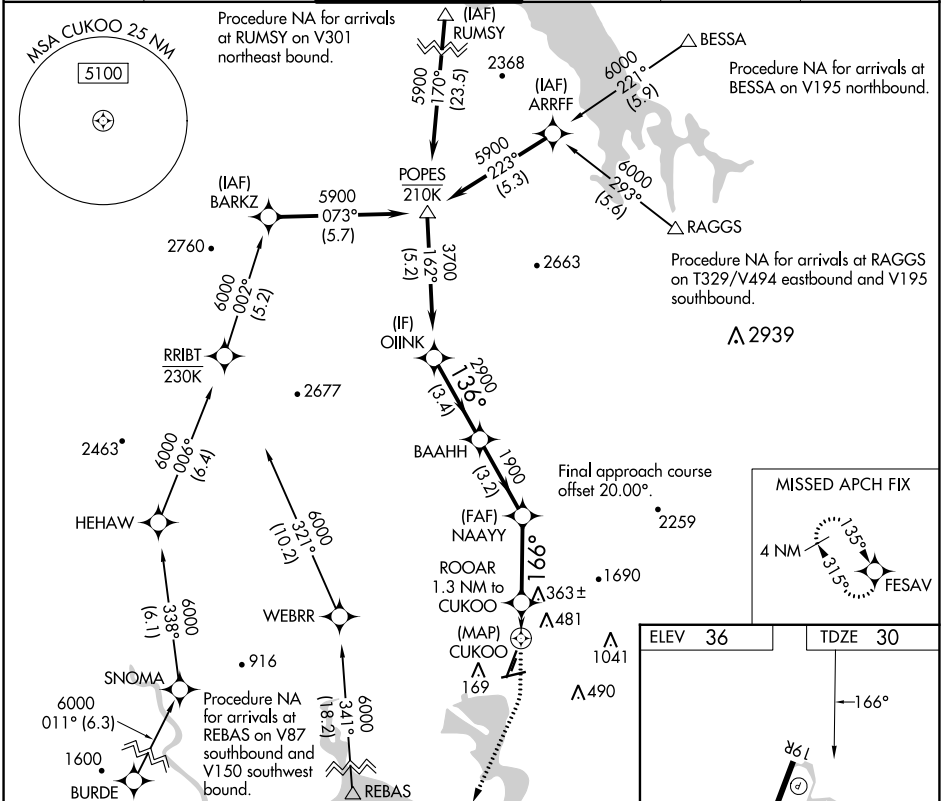 MSA CUKOO 25 NM
5100
Procedure NA for arrivals
at RUMSY on V301
northeast bound.
(IAF)
RUMSY
5900
170°
(23.5)
2368
BESSA
6000
221°
(5.9)
Procedure NA for arrivals at
BESSA on V195 northbound.
(IAF)
ARRFF
5900
223°
(5.3)
6000
293°
(5.6)
RAGGS
Procedure NA for arrivals at RAGGS
on T329/V494 eastbound and V195
southbound.
2939
POPES
210K
(IAF)
BARKZ
5900
073°
(5.7)
2760
3700
162°
(5.2)
2663
6000
002°
(5.2)
(IF)
OIINK
RRIBT
230K
2900
136°
(3.4)
2677
2463
BAAHH
1900
(3.2)
6000
006°
(6.4)
Final approach course
offset 20.00°.
2259
HEHAW
6000
321°
(10.2)
(FAF)
NAAYY
166°
MISSED APCH FIX
4 NM
135°
315°
FESAV
ROOAR
1.3 NM to
CUKOO
363±
1690
481
WEBRR
6000
338°
(6.1)
(MAP)
CUKOO
1041
916
169
490
SNOMA
6000
011° (6.3)
Procedure NA
for arrivals at
REBAS on V87
southbound and
V150 southwest
bound.
6000
341°
(18.2)
1600
BURDE
REBAS
ELEV 36
TDZE 30
166°
19R
P